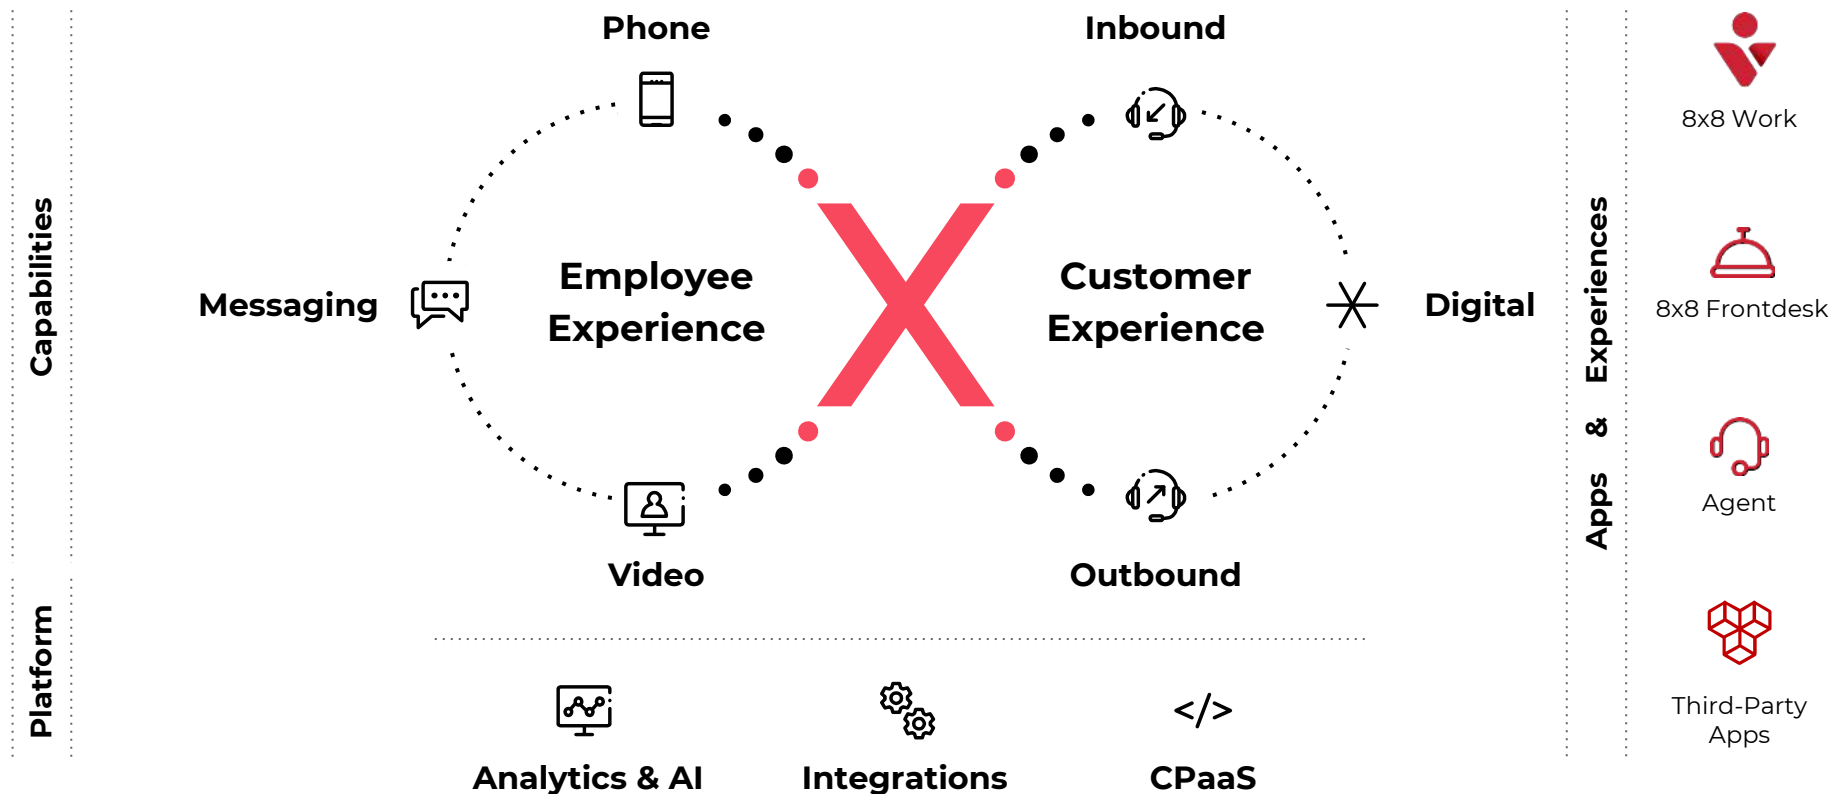 Capabilities
Platform
Phone
Inbound
Messaging
Employee
Experience
X
Customer
Experience
Digital
Video
Outbound
Analytics & AI
Integrations
</>
CPaaS
Apps & Experiences
8x8 Work
8x8 Frontdesk
Agent
Third-Party
Apps